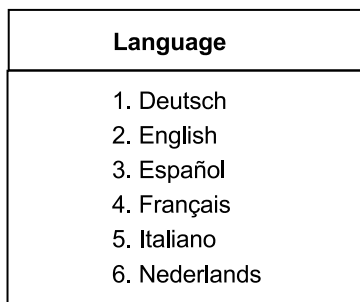 Language
1. Deutsch
2. English
3. Español
4. Français
5. Italiano
6. Nederlands